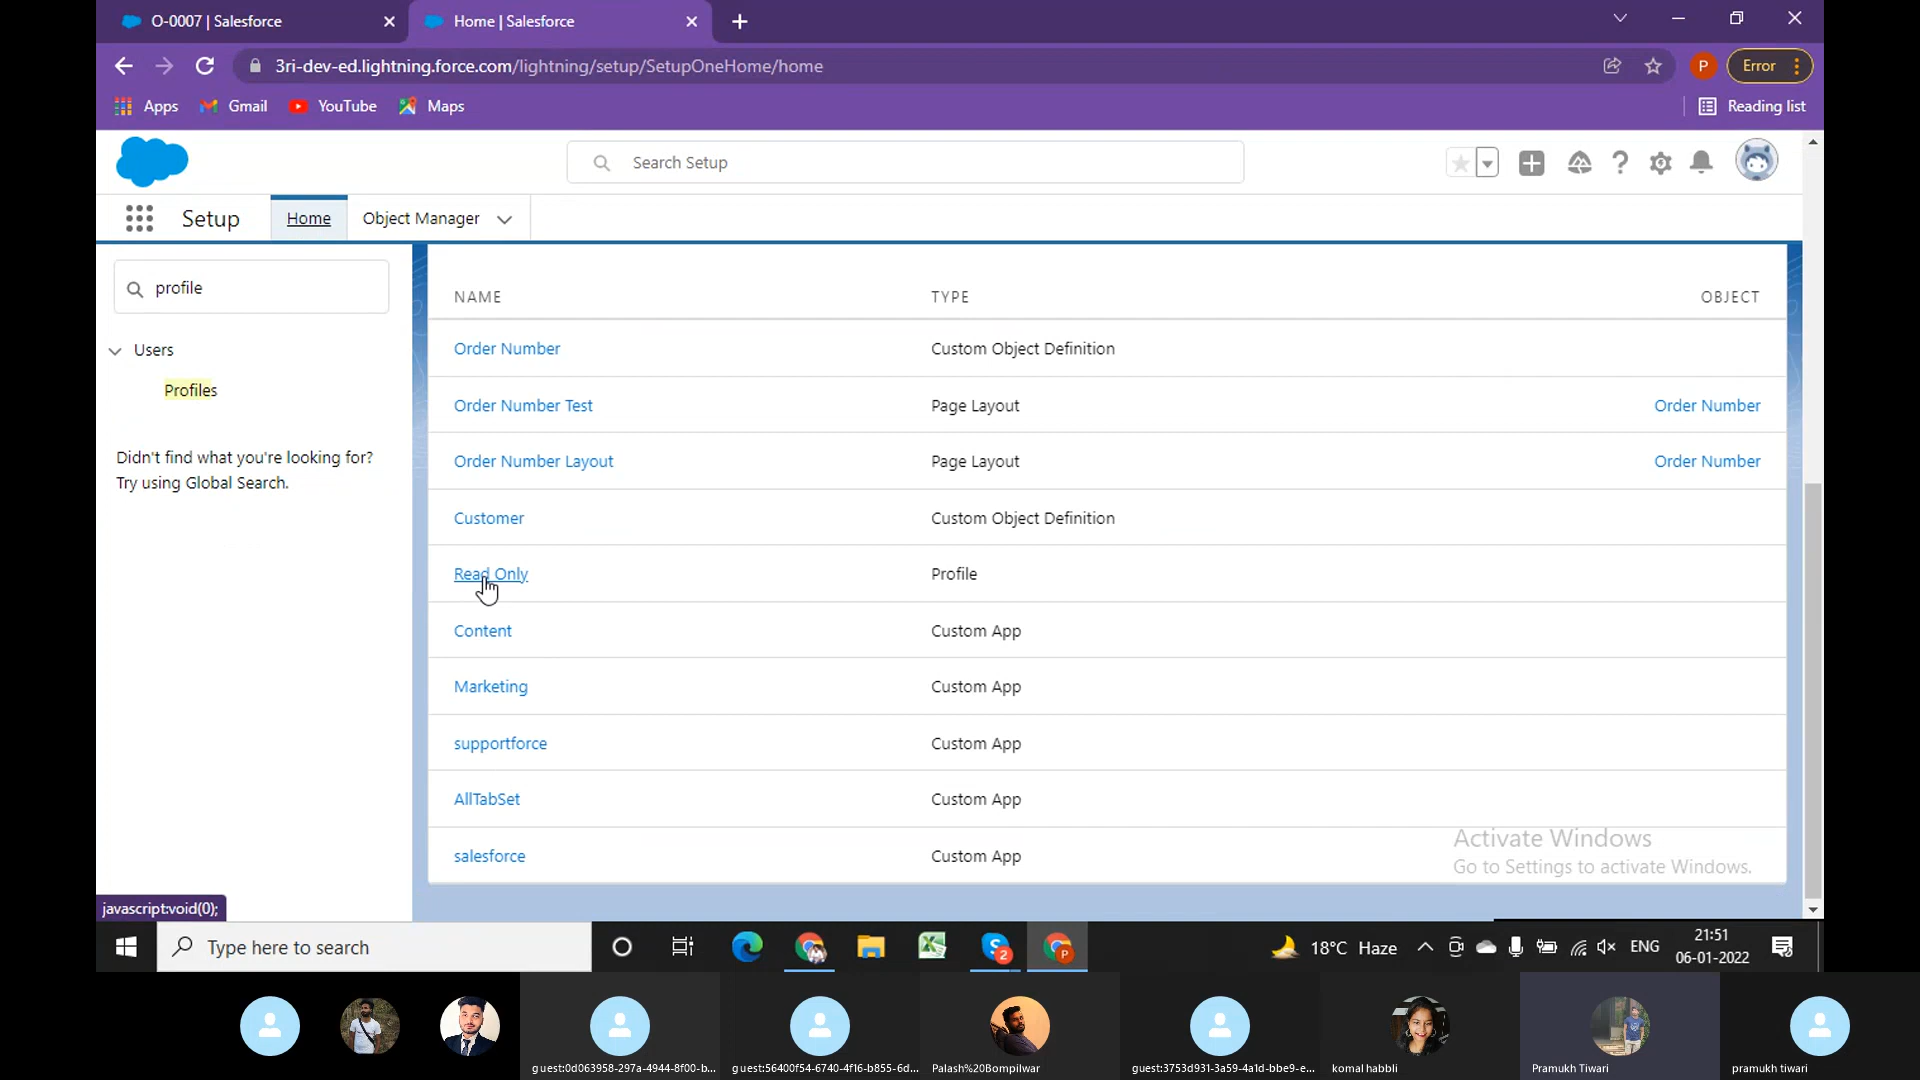 O-0007 | Salesforce
Home | Salesforce
3ri-dev-ed.lightning.force.com/lightning/setup/SetupOneHome/home
P
Error
Apps
Gmail
YouTube
Maps
Reading list
Search Setup
Setup
Home
Object Manager
profile
Users
Profiles
Didn't find what you're looking for?
Try using Global Search.
NAME TYPE OBJECT
Order Number Custom Object Definition
Order Number Test Page Layout Order Number
Order Number Layout Page Layout Order Number
Customer Custom Object Definition
Read Only Profile
Content Custom App
Marketing Custom App
supportforce Custom App
AllTabSet Custom App
salesforce Custom App
Activate Windows
Go to Settings to activate Windows.
javascript:void(0);
Type here to search
2
P
18°C Haze
ENG
21:51
06-01-2022
guest:0d063958-297a-4944-8f00-b...
guest:56400f54-6740-4f16-b855-6d...
Palash%20Bompilwar
guest:3753d931-3a59-4a1d-bbe9-e...
komal habbli
Pramukh Tiwari
pramukh tiwari